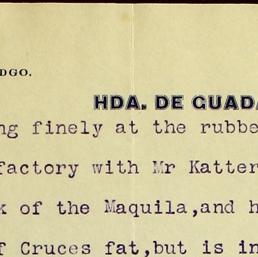 DGO.
HDA. DE GUADA
ng finely at the rubbe
factory with Mr Katter
k of the Maquila,and h
f Cruces fat,but is in